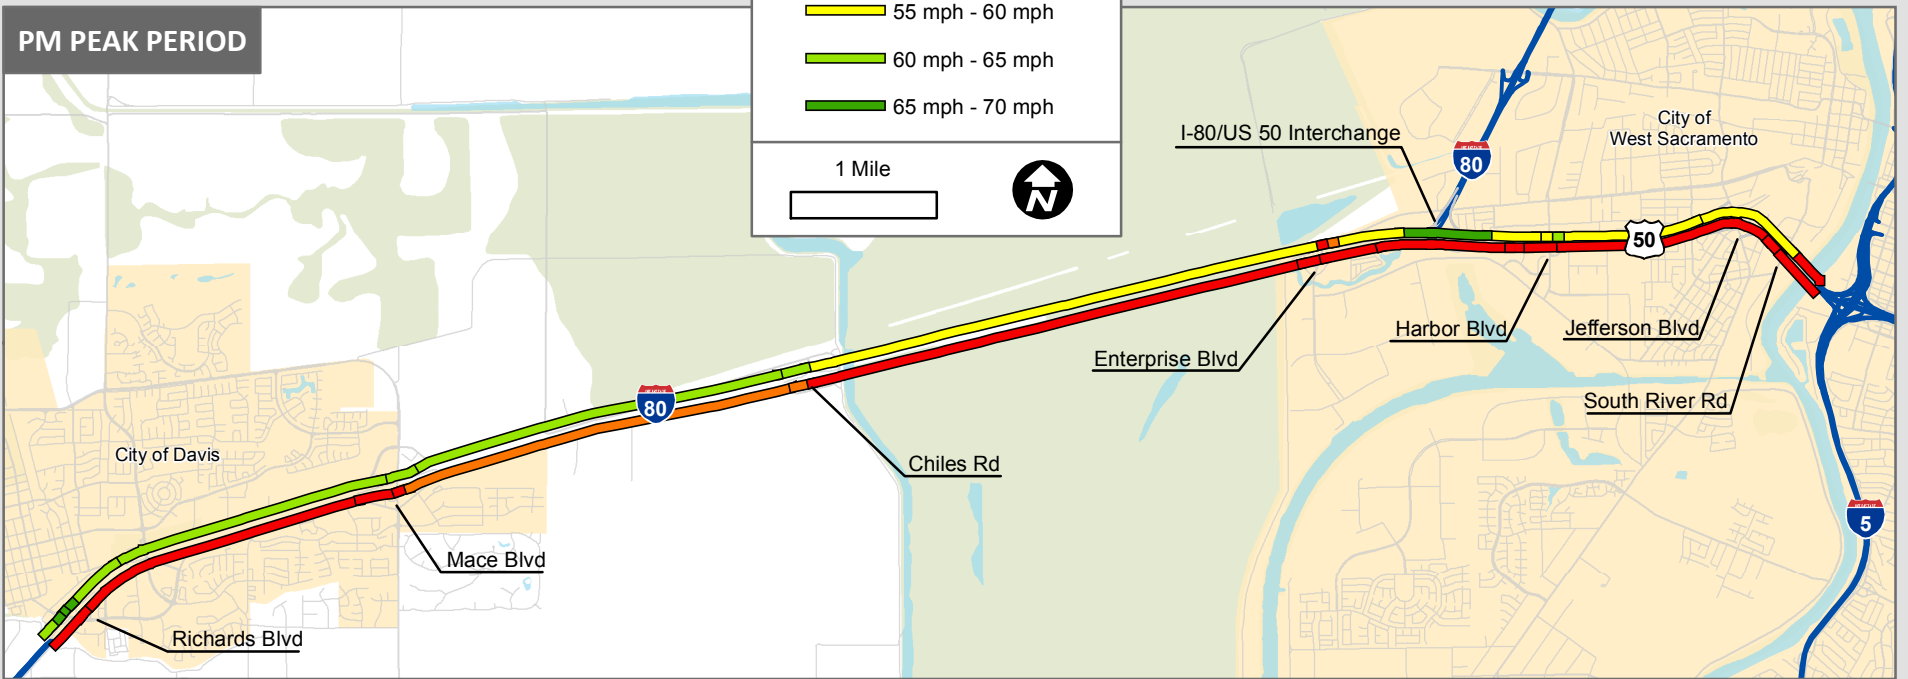 PM PEAK PERIOD
55 mph - 60 mph
60 mph - 65 mph
65 mph - 70 mph
1 Mile
N
I-80/US 50 Interchange
City of
West Sacramento
80
50
Harbor Blvd
Jefferson Blvd
Enterprise Blvd
South River Rd
80
Chiles Rd
City of Davis
5
Mace Blvd
Richards Blvd